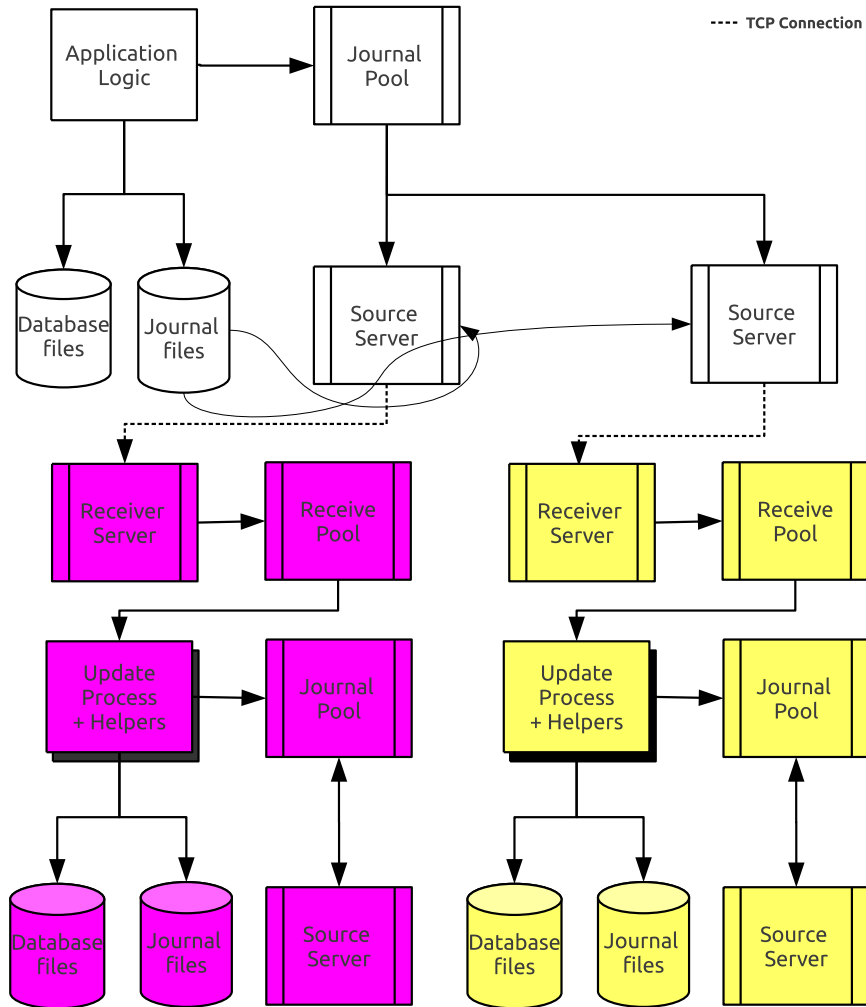 Application
Logic
Journal
Pool
TCP Connection
Database
files
Journal
files
Source
Server
Source
Server
Receiver
Server
Receive
Pool
Receiver
Server
Receive
Pool
Update
Process
+ Helpers
Journal
Pool
Update
Process
+ Helpers
Journal
Pool
Database
files
Journal
files
Source
Server
Database
files
Journal
files
Source
Server